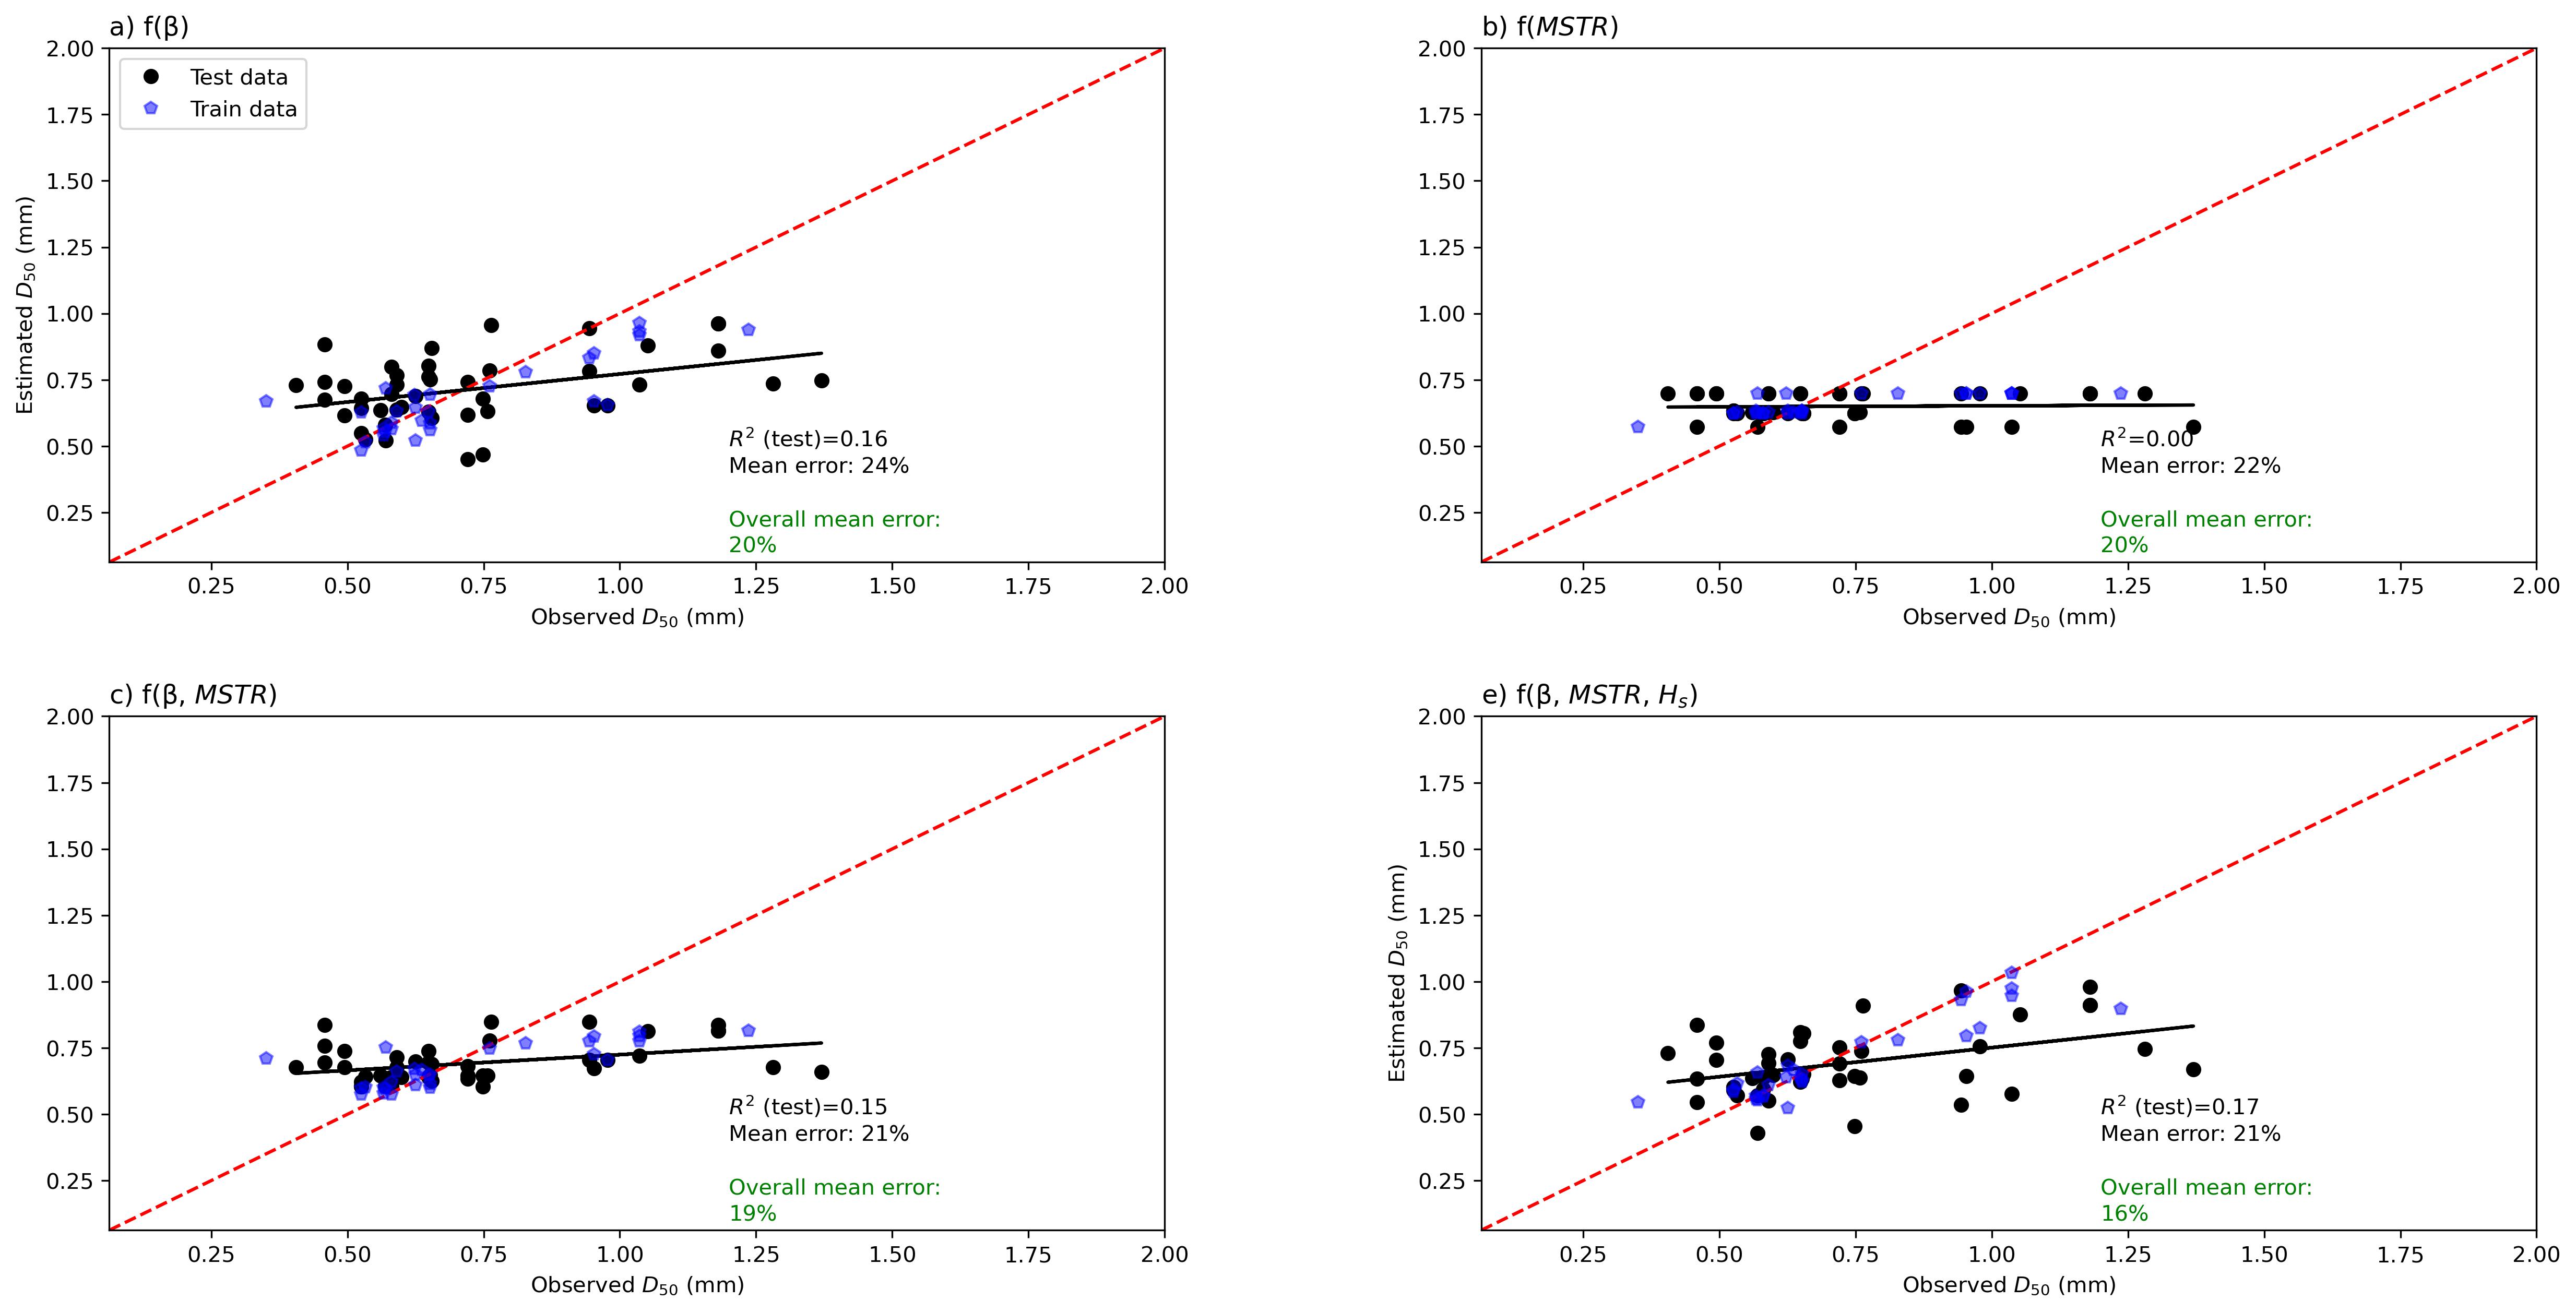 a) f(β)
2.00
1.75
1.50
1.25
1.00
0.75
0.50
0.25
Estimated D50 (mm)
Test data
Train data
R2 (test)=0.16
Mean error: 24%
Overall mean error:
20%
0.25 0.50 0.75 1.00 1.25 1.50 1.75 2.00
Observed D50 (mm)
b) f(MSTR)
2.00
1.75
1.50
1.25
1.00
0.75
0.50
0.25
R2=0.00
Mean error: 22%
Overall mean error:
20%
0.25 0.50 0.75 1.00 1.25 1.50 1.75 2.00
Observed D50 (mm)
c) f(β, MSTR)
2.00
1.75
1.50
1.25
1.00
0.75
0.50
0.25
R2 (test)=0.15
Mean error: 21%
Overall mean error:
19%
0.25 0.50 0.75 1.00 1.25 1.50 1.75 2.00
Observed D50 (mm)
e) f(β, MSTR, Hs)
2.00
1.75
1.50
1.25
1.00
0.75
0.50
0.25
Estimated D50 (mm)
R2 (test)=0.17
Mean error: 21%
Overall mean error:
16%
0.25 0.50 0.75 1.00 1.25 1.50 1.75 2.00
Observed D50 (mm)